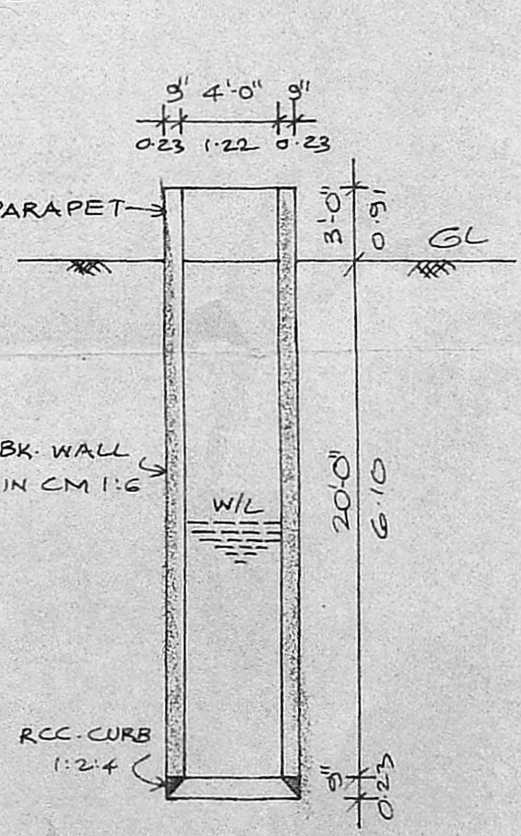 9" 4'-0" 9"
0.23 1.22 0.23
PARAPET
3'-0"
0.91
GL
BK. WALL
IN CM 1:6
20'-0"
6.10
W/L
RCC-CURB
1:2:4
9"
0.23